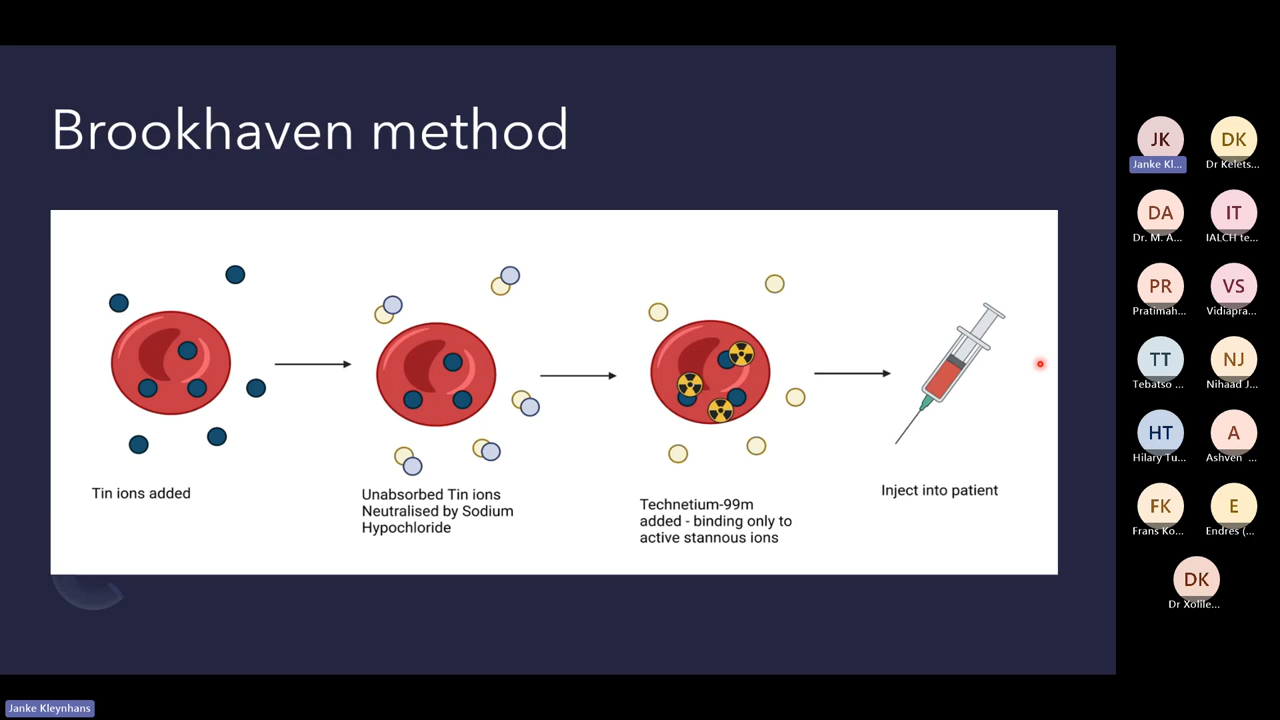 Brookhaven method
Tin ions added
Unabsorbed Tin ions
Neutralised by Sodium
Hypochloride
Technetium-99m
added - binding only to
active stannous ions
Inject into patient
JK
Janke Kl...
DK
Dr Kelets...
DA
Dr. M. A...
IT
IALCH te...
PR
Pratimah...
VS
Vidiapra...
TT
Tebatso ...
NJ
Nihaad J...
HT
Hilary Tu...
A
Ashven ...
FK
Frans Ko...
E
Endres (...
DK
Dr Xolile...
Janke Kleynhans